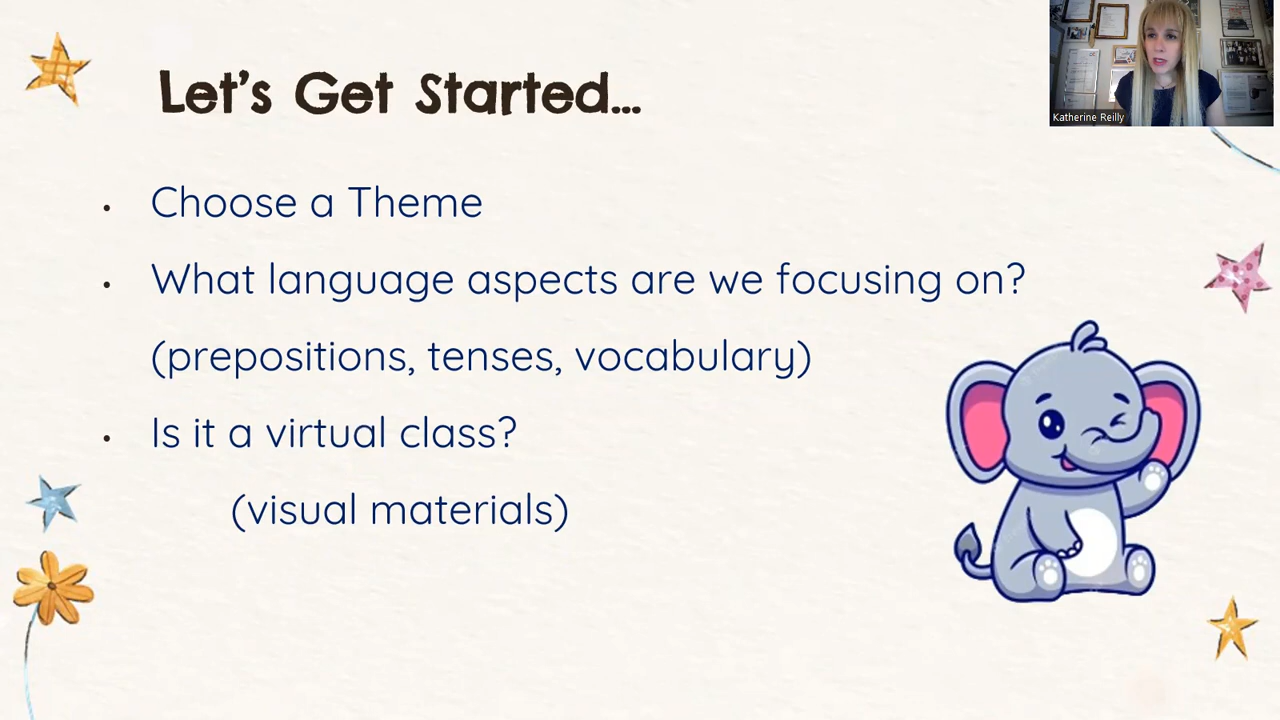 Let's Get Started...
Katherine Reilly
• Choose a Theme
• What language aspects are we focusing on?
(prepositions, tenses, vocabulary)
• Is it a virtual class?
(visual materials)